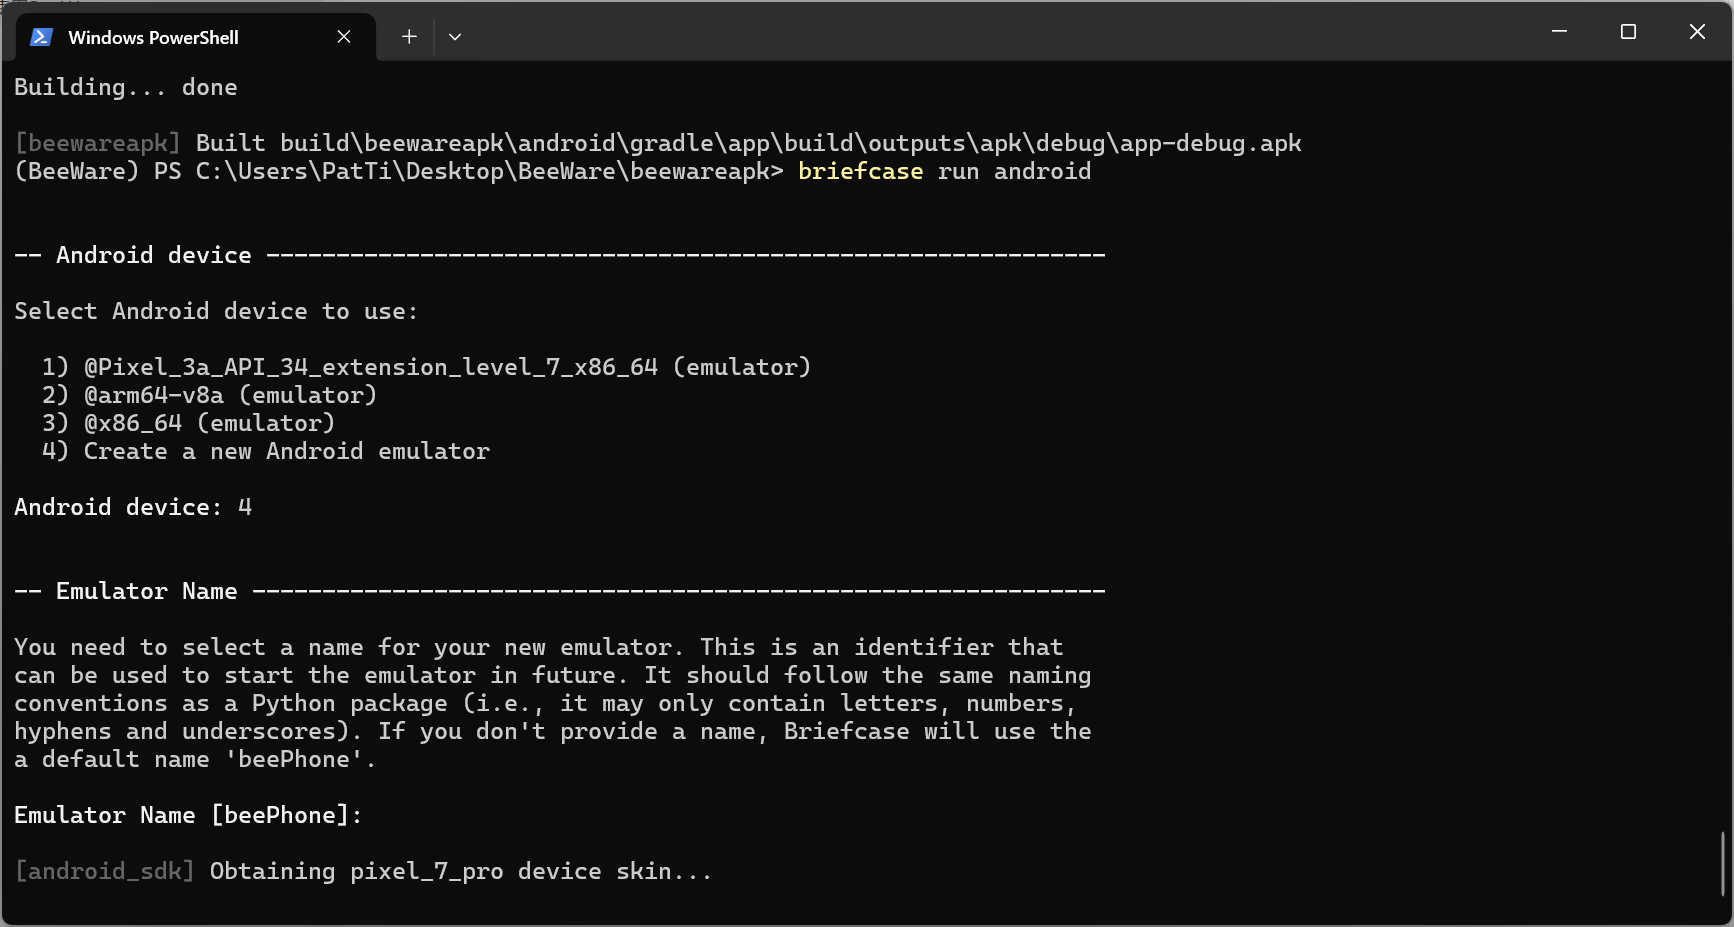 Windows PowerShell
Building... done
[beewareapk] Built build\beewareapk\android\gradle\app\build\outputs\apk\debug\app-debug.apk
(BeeWare) PS C:\Users\PatTi\Desktop\BeeWare\beewareapk> briefcase run android
-- Android device ------------------------------------------------------------
Select Android device to use:
1) @Pixel_3a_API_34_extension_level_7_x86_64 (emulator)
2) @arm64-v8a (emulator)
3) @x86_64 (emulator)
4) Create a new Android emulator
Android device: 4
-- Emulator Name -------------------------------------------------------------
You need to select a name for your new emulator. This is an identifier that
can be used to start the emulator in future. It should follow the same naming
conventions as a Python package (i.e., it may only contain letters, numbers,
hyphens and underscores). If you don't provide a name, Briefcase will use the
a default name 'beePhone'.
Emulator Name [beePhone]:
[android_sdk] Obtaining pixel_7_pro device skin...